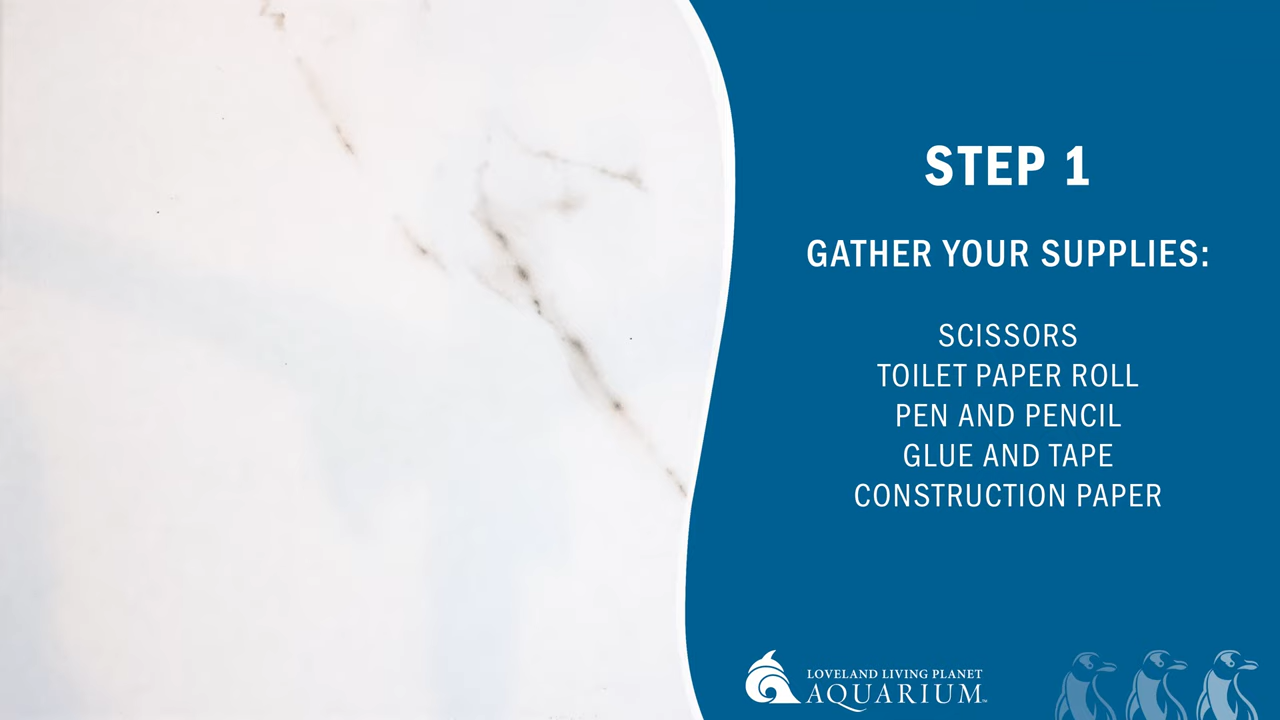 STEP 1
GATHER YOUR SUPPLIES:
SCISSORS
TOILET PAPER ROLL
PEN AND PENCIL
GLUE AND TAPE
CONSTRUCTION PAPER
LOVELAND LIVING PLANET
AQUARIUM™